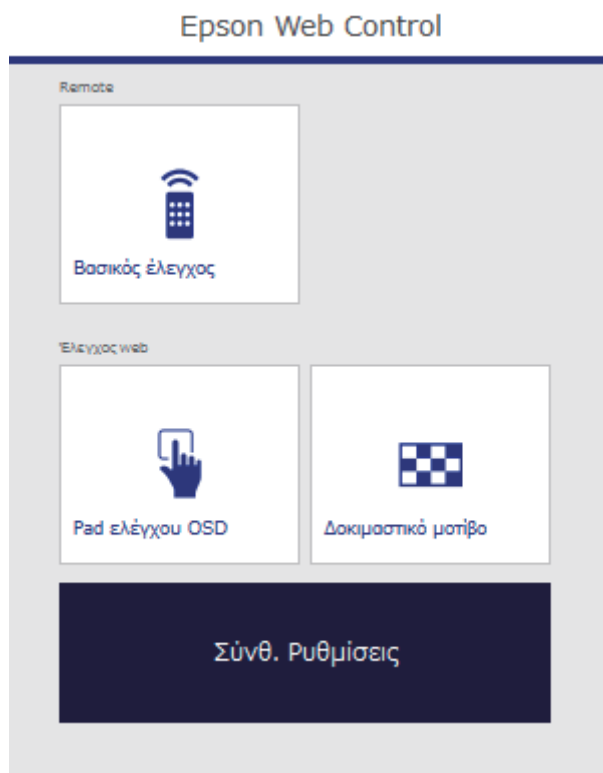 Epson Web Control
Remote
Βασικός έλεγχος
Έλεγχος web
Pad ελέγχου OSD
Δοκιμαστικό μοτίβο
Σύνθ. Ρυθμίσεις